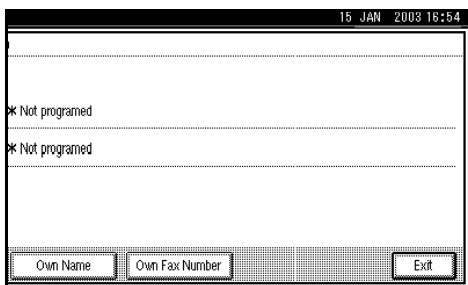 15 JAN 2003 16:54
* Not programed
* Not programed
Own Name Own Fax Number Exit